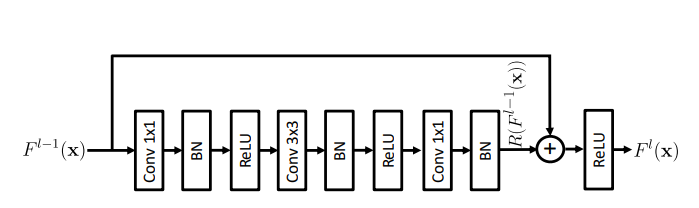 F^{l-1}(x)
Conv 1x1
BN
ReLU
Conv 3x3
BN
ReLU
Conv 1x1
BN
R(F^{l-1}(x))
+
ReLU
F^l(x)